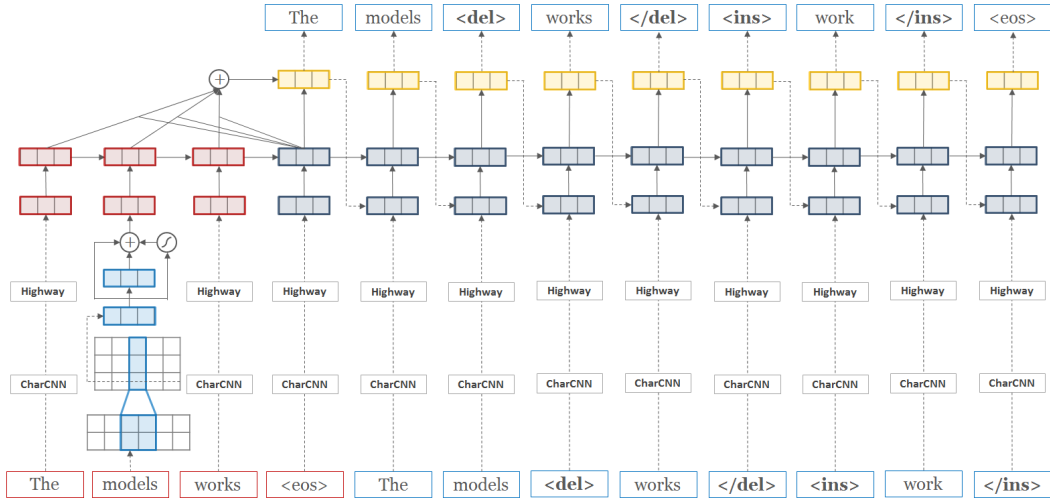 The models <del> works </del> <ins> work </ins> <eos>
Highway Highway Highway Highway Highway Highway Highway Highway Highway Highway Highway
CharCNN CharCNN CharCNN CharCNN CharCNN CharCNN CharCNN CharCNN CharCNN CharCNN CharCNN
The models works <eos> The models <del> works </del> <ins> work </ins>